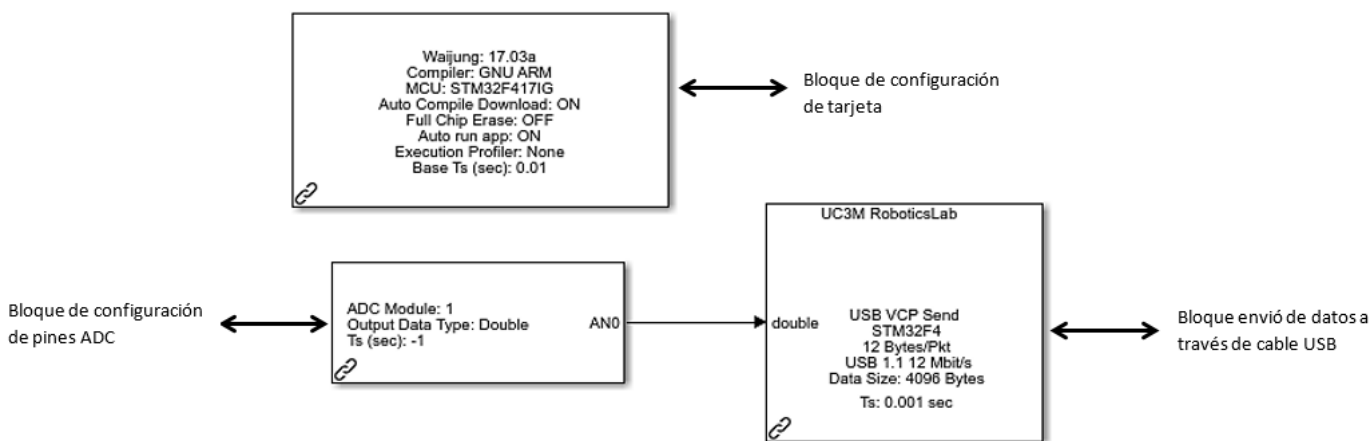 Waijung: 17.03a
Compiler: GNU ARM
MCU: STM32F417IG
Auto Compile Download: ON
Full Chip Erase: OFF
Auto run app: ON
Execution Profiler: None
Base Ts (sec): 0.01
Bloque de configuración
de tarjeta
Bloque de configuración
de pines ADC
ADC Module: 1
Output Data Type: Double
Ts (sec): -1
AN0
UC3M RoboticsLab
double
USB VCP Send
STM32F4
12 Bytes/Pkt
USB 1.1 12 Mbit/s
Data Size: 4096 Bytes
Ts: 0.001 sec
Bloque envió de datos a
través de cable USB